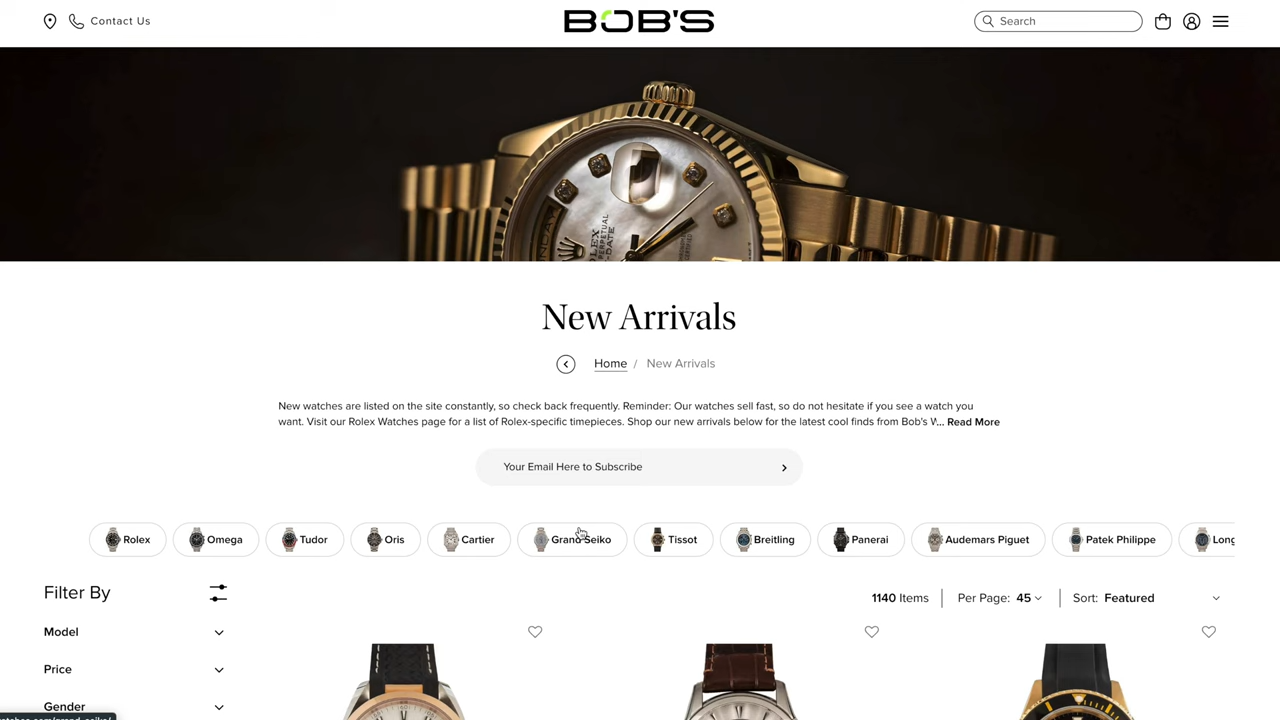 Contact Us
BOB'S
Search
New Arrivals
Home / New Arrivals
New watches are listed on the site constantly, so check back frequently. Reminder: Our watches sell fast, so do not hesitate if you see a watch you
want. Visit our Rolex Watches page for a list of Rolex-specific timepieces. Shop our new arrivals below for the latest cool finds from Bob's W... Read More
Your Email Here to Subscribe
Rolex Omega Tudor Oris Cartier Grand Seiko Tissot Breitling Panerai Audemars Piguet Patek Philippe Long
Filter By
1140 Items Per Page: 45 Sort: Featured
Model
Price
Gender